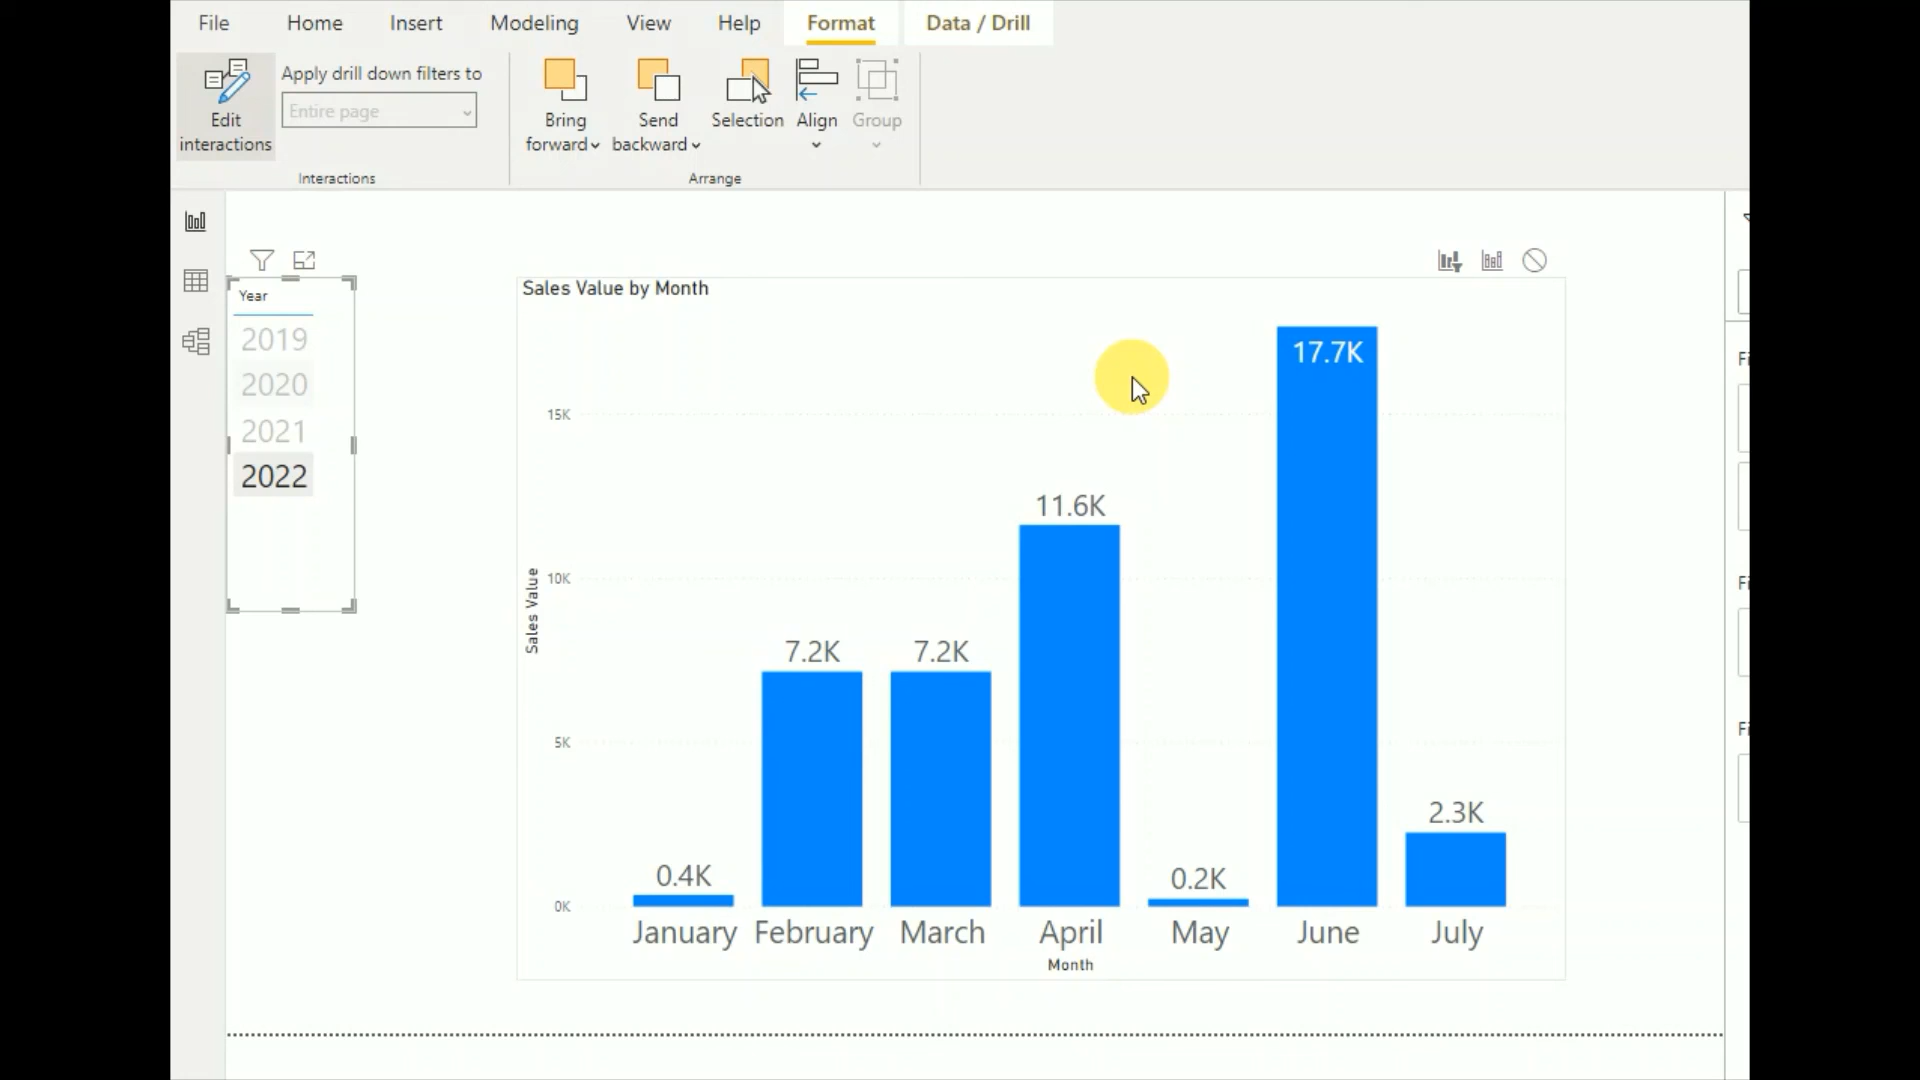 File Home Insert Modeling View Help Format Data / Drill
Apply drill down filters to
Entire page
Edit
interactions
Bring
forward
Send
backward
Selection
Align
Group
Interactions
Arrange
Year
2019
2020
2021
2022
Sales Value by Month
17.7K
15K
11.6K
10K
Sales Value
7.2K 7.2K
5K
2.3K
0.4K 0.2K
0K
January February March April May June July
Month
Fi
Fi
Fi